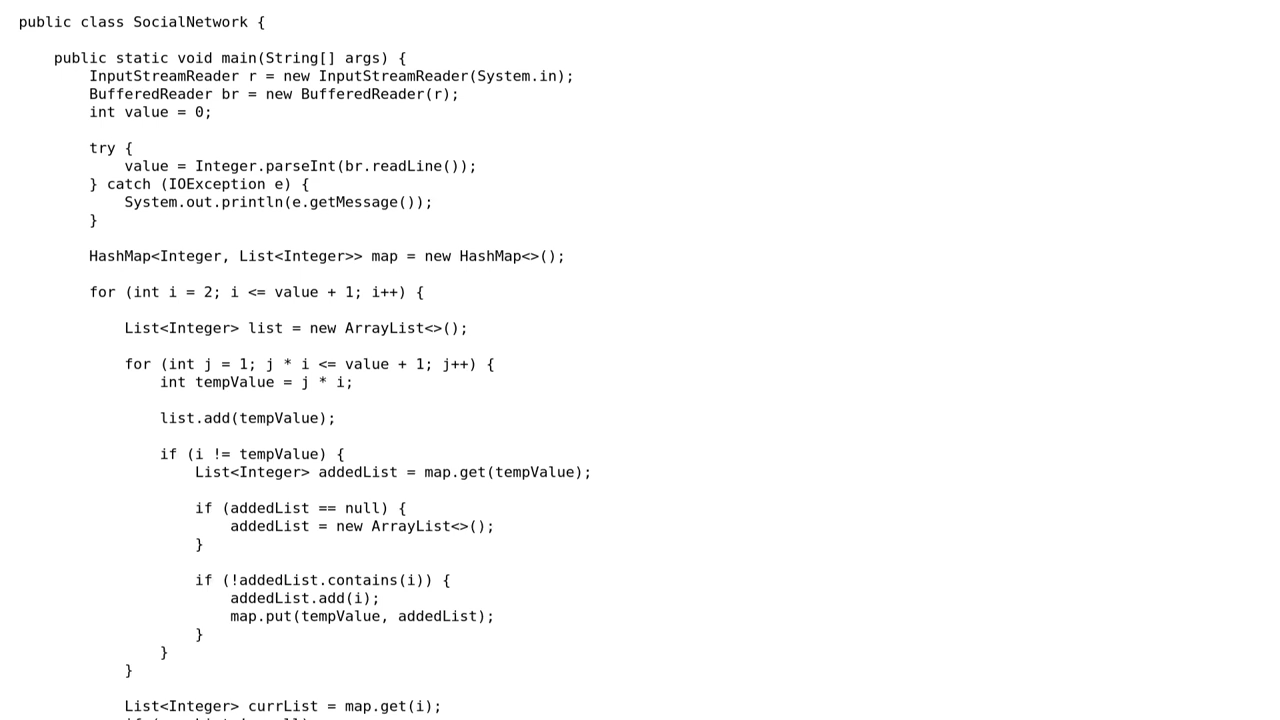 public class SocialNetwork {
public static void main(String[] args) {
InputStreamReader r = new InputStreamReader(System.in);
BufferedReader br = new BufferedReader(r);
int value = 0;
try {
value = Integer.parseInt(br.readLine());
} catch (IOException e) {
System.out.println(e.getMessage());
}
HashMap<Integer, List<Integer>> map = new HashMap<>();
for (int i = 2; i <= value + 1; i++) {
List<Integer> list = new ArrayList<>();
for (int j = 1; j * i <= value + 1; j++) {
int tempValue = j * i;
list.add(tempValue);
if (i != tempValue) {
List<Integer> addedList = map.get(tempValue);
if (addedList == null) {
addedList = new ArrayList<>();
}
if (!addedList.contains(i)) {
addedList.add(i);
map.put(tempValue, addedList);
}
}
}
List<Integer> currList = map.get(i);